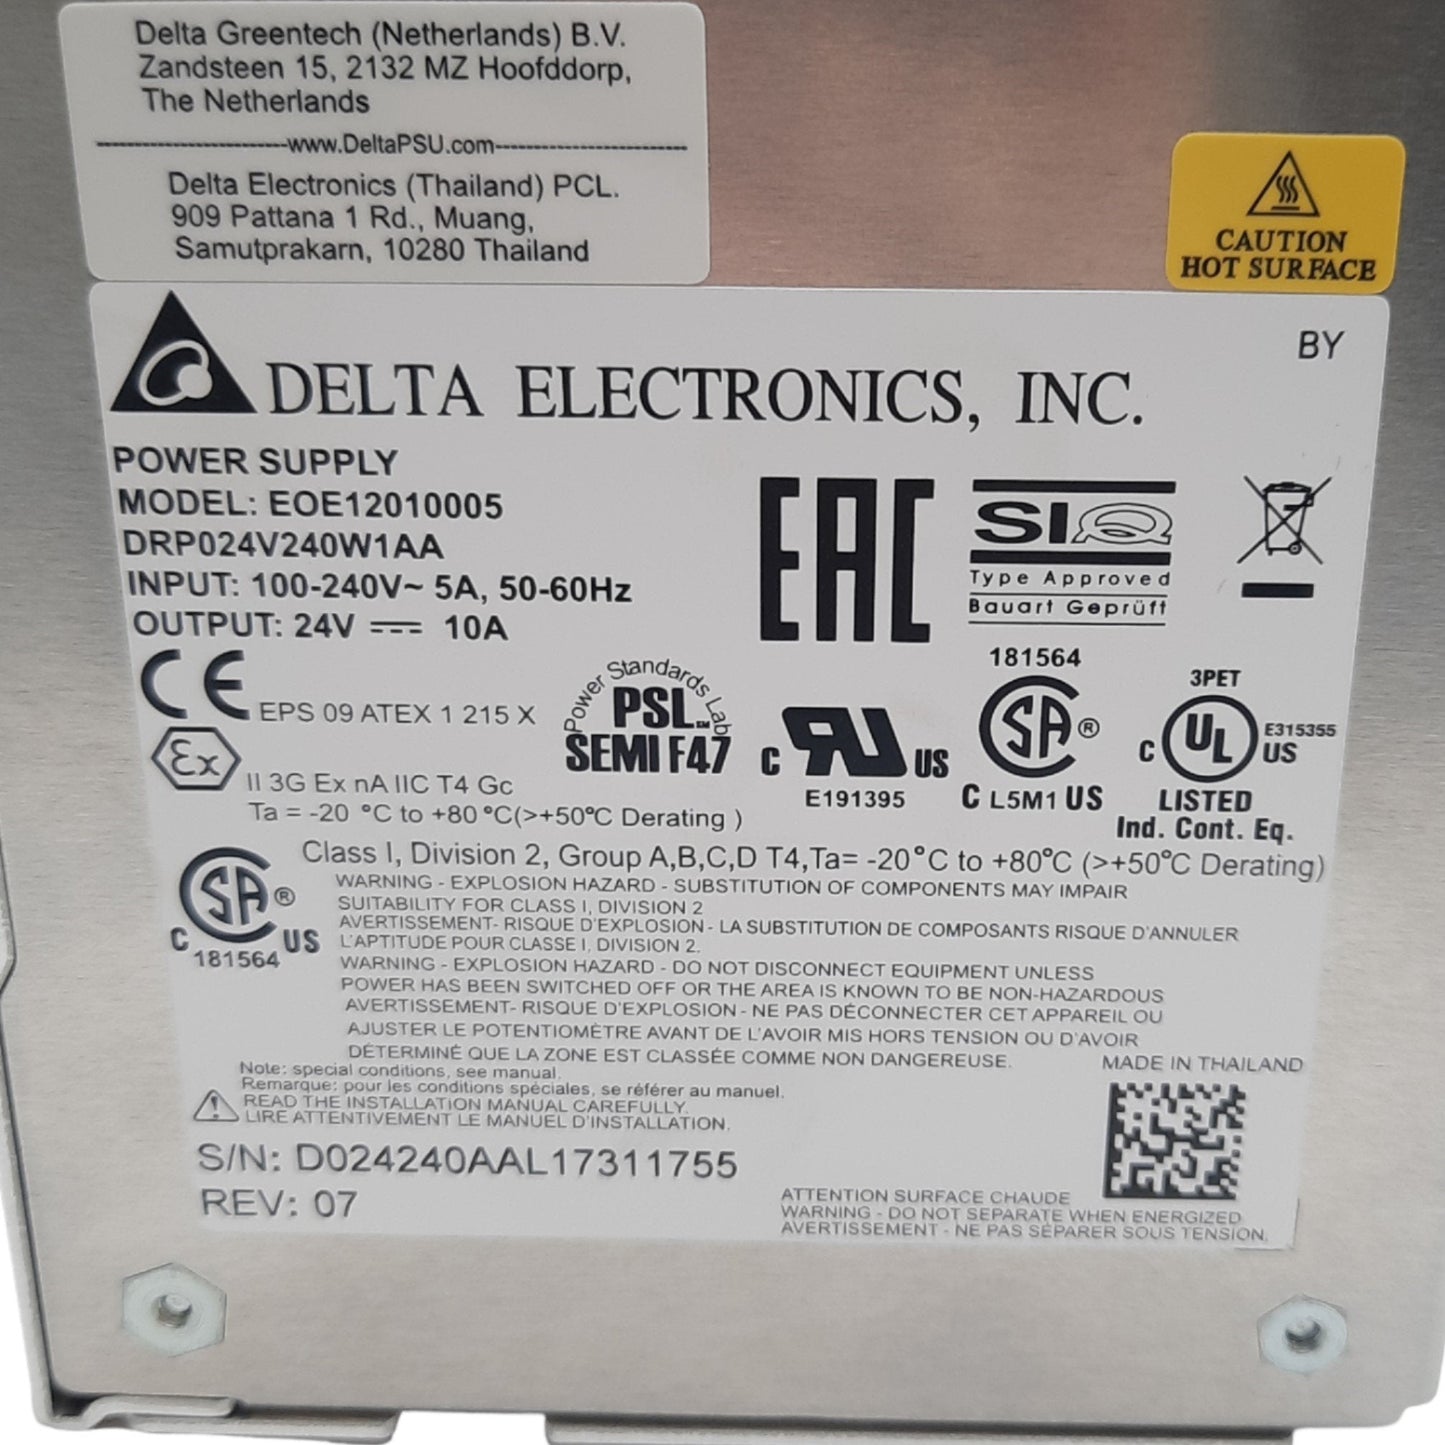 Delta Greentech (Netherlands) B.V.
Zandsteen 15, 2132 MZ Hoofddorp,
The Netherlands
www.DeltaPSU.com
Delta Electronics (Thailand) PCL.
909 Pattana 1 Rd., Muang,
Samutprakarn, 10280 Thailand
CAUTION
HOT SURFACE
BY
DELTA ELECTRONICS, INC.
POWER SUPPLY
MODEL: EOE12010005
DRP024V240W1AA
INPUT: 100-240V~ 5A, 50-60Hz
OUTPUT: 24V ⎓ 10A
EAC
SIQ
Type Approved
Bauart Geprüft
CE EPS 09 ATEX 1 215 X
Ex II 3G Ex nA IIC T4 Gc
Ta = -20 °C to +80 °C(>+50°C Derating )
Power Standards Lab
PSL™
SEMI F47
C RU US
E191395
181564
SA ®
C L5M1 US
3PET
C UL US E315355
LISTED
Ind. Cont. Eq.
Class I, Division 2, Group A,B,C,D T4,Ta= -20°C to +80°C (>+50°C Derating)
SA ®
C 181564 US
WARNING - EXPLOSION HAZARD - SUBSTITUTION OF COMPONENTS MAY IMPAIR
SUITABILITY FOR CLASS I, DIVISION 2
AVERTISSEMENT- RISQUE D'EXPLOSION - LA SUBSTITUTION DE COMPOSANTS RISQUE D'ANNULER
L'APTITUDE POUR CLASSE I, DIVISION 2.
WARNING - EXPLOSION HAZARD - DO NOT DISCONNECT EQUIPMENT UNLESS
POWER HAS BEEN SWITCHED OFF OR THE AREA IS KNOWN TO BE NON-HAZARDOUS
AVERTISSEMENT- RISQUE D'EXPLOSION - NE PAS DÉCONNECTER CET APPAREIL OU
AJUSTER LE POTENTIOMÈTRE AVANT DE L'AVOIR MIS HORS TENSION OU D'AVOIR
DÉTERMINÉ QUE LA ZONE EST CLASSÉE COMME NON DANGEREUSE.
MADE IN THAILAND
Note: special conditions, see manual.
Remarque: pour les conditions spéciales, se référer au manuel.
READ THE INSTALLATION MANUAL CAREFULLY.
LIRE ATTENTIVEMENT LE MANUEL D'INSTALLATION.
S/N: D024240AAL17311755
REV: 07
ATTENTION SURFACE CHAUDE
WARNING - DO NOT SEPARATE WHEN ENERGIZED
AVERTISSEMENT - NE PAS SÉPARER SOUS TENSION.